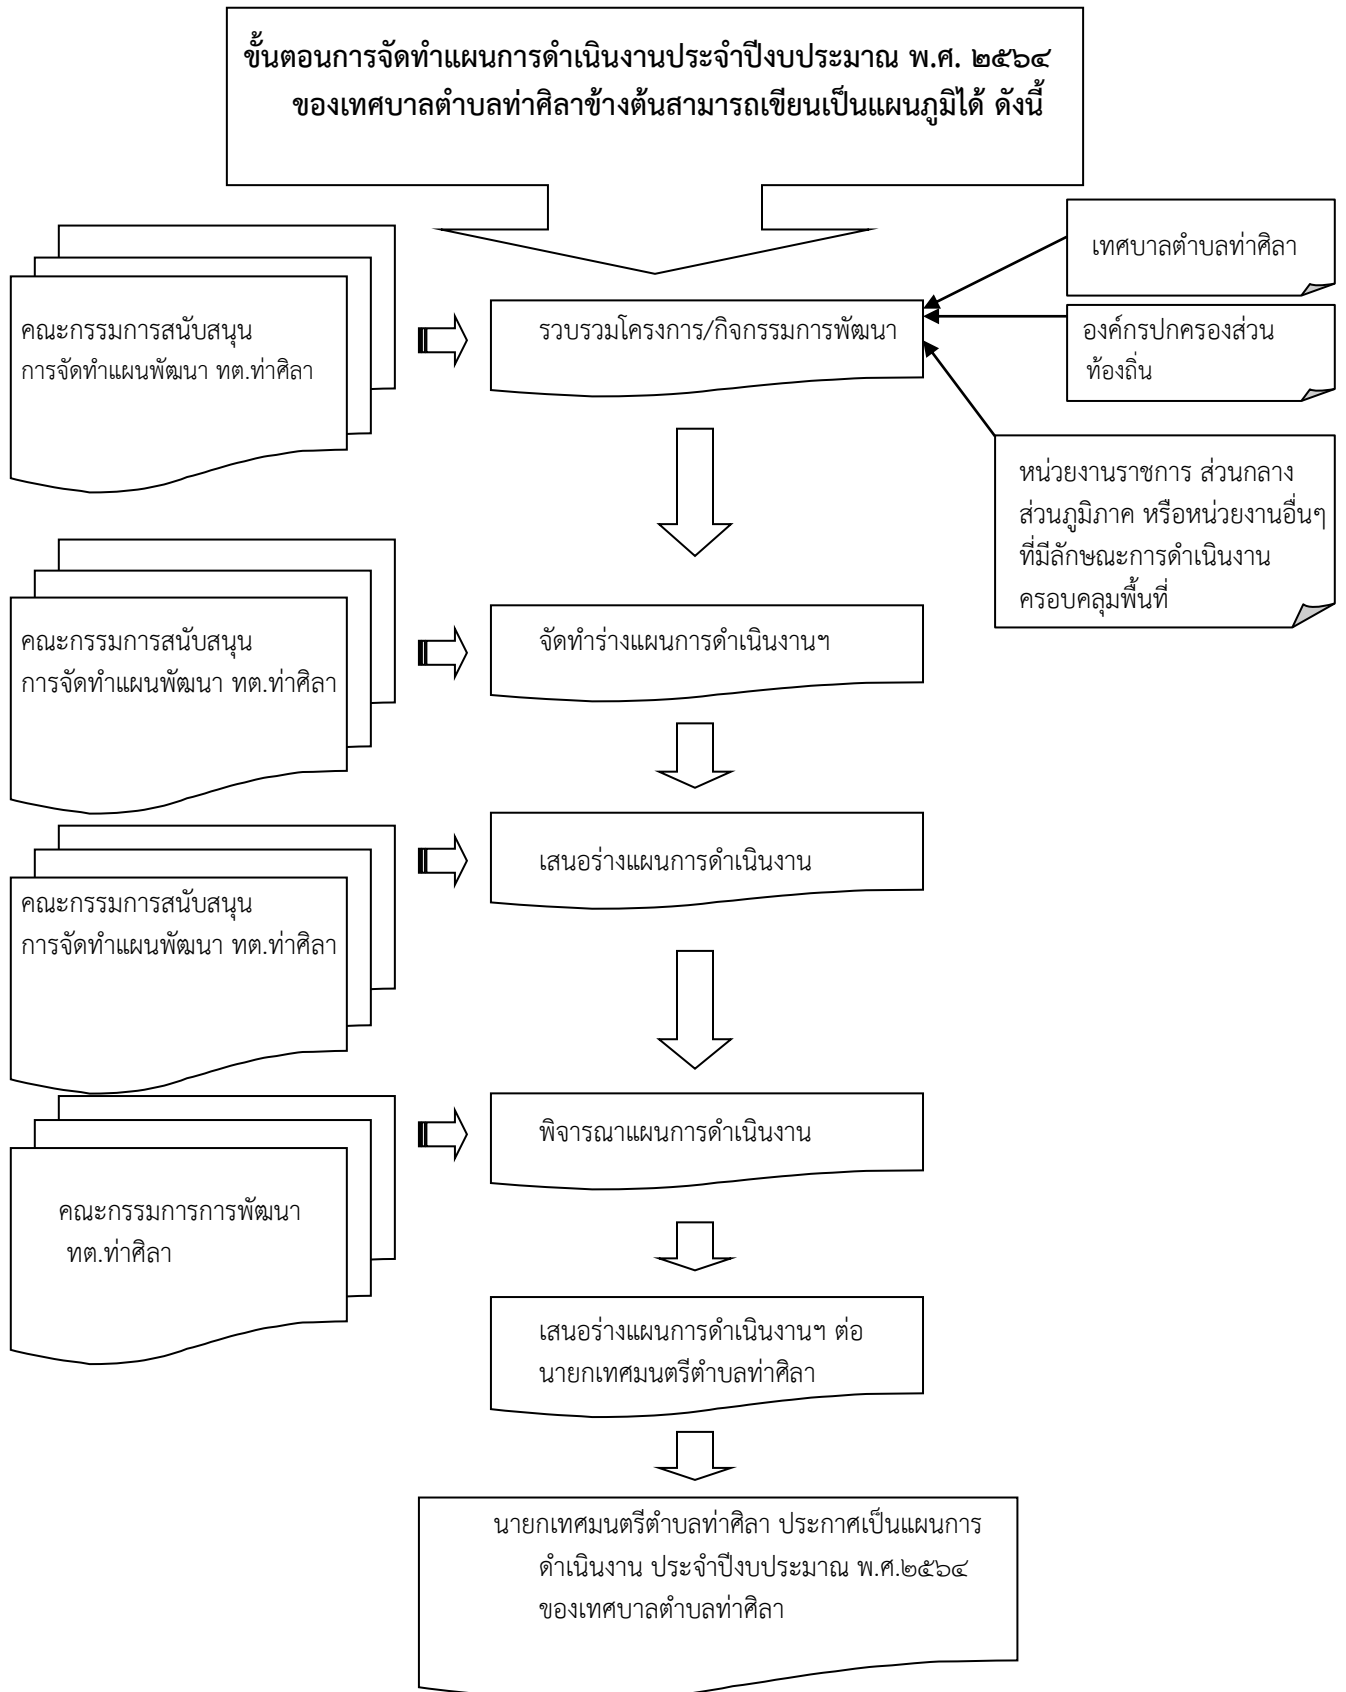 ขั้นตอนการจัดทำแผนการดำเนินงานประจำปีงบประมาณ พ.ศ. ๒๕๖๔
ของเทศบาลตำบลท่าศิลาข้างต้นสามารถเขียนเป็นแผนภูมิได้ ดังนี้
เทศบาลตำบลท่าศิลา
คณะกรรมการสนับสนุน
การจัดทำแผนพัฒนา ทต.ท่าศิลา
รวบรวมโครงการ/กิจกรรมการพัฒนา
องค์กรปกครองส่วน
ท้องถิ่น
หน่วยงานราชการ ส่วนกลาง
ส่วนภูมิภาค หรือหน่วยงานอื่นๆ
ที่มีลักษณะการดำเนินงาน
ครอบคลุมพื้นที่
คณะกรรมการสนับสนุน
การจัดทำแผนพัฒนา ทต.ท่าศิลา
จัดทำร่างแผนการดำเนินงานฯ
คณะกรรมการสนับสนุน
การจัดทำแผนพัฒนา ทต.ท่าศิลา
เสนอร่างแผนการดำเนินงาน
คณะกรรมการการพัฒนา
ทต.ท่าศิลา
พิจารณาแผนการดำเนินงาน
เสนอร่างแผนการดำเนินงานฯ ต่อ
นายกเทศมนตรีตำบลท่าศิลา
นายกเทศมนตรีตำบลท่าศิลา ประกาศเป็นแผนการ
ดำเนินงาน ประจำปีงบประมาณ พ.ศ.๒๕๖๔
ของเทศบาลตำบลท่าศิลา